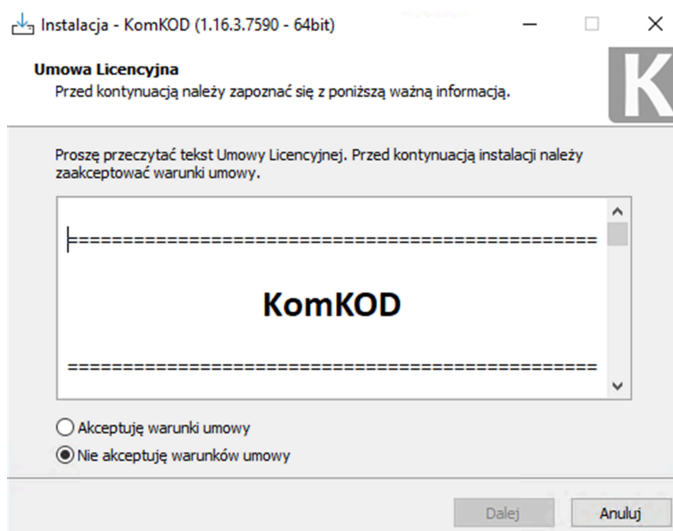 Instalacja - KomKOD (1.16.3.7590 - 64bit)
Umowa Licencyjna
Przed kontynuacją należy zapoznać się z poniższą ważną informacją.
K
Proszę przeczytać tekst Umowy Licencyjnej. Przed kontynuacją instalacji należy
zaakceptować warunki umowy.
================================================
KomKOD
================================================
Akceptuję warunki umowy
Nie akceptuję warunków umowy
Dalej
Anuluj